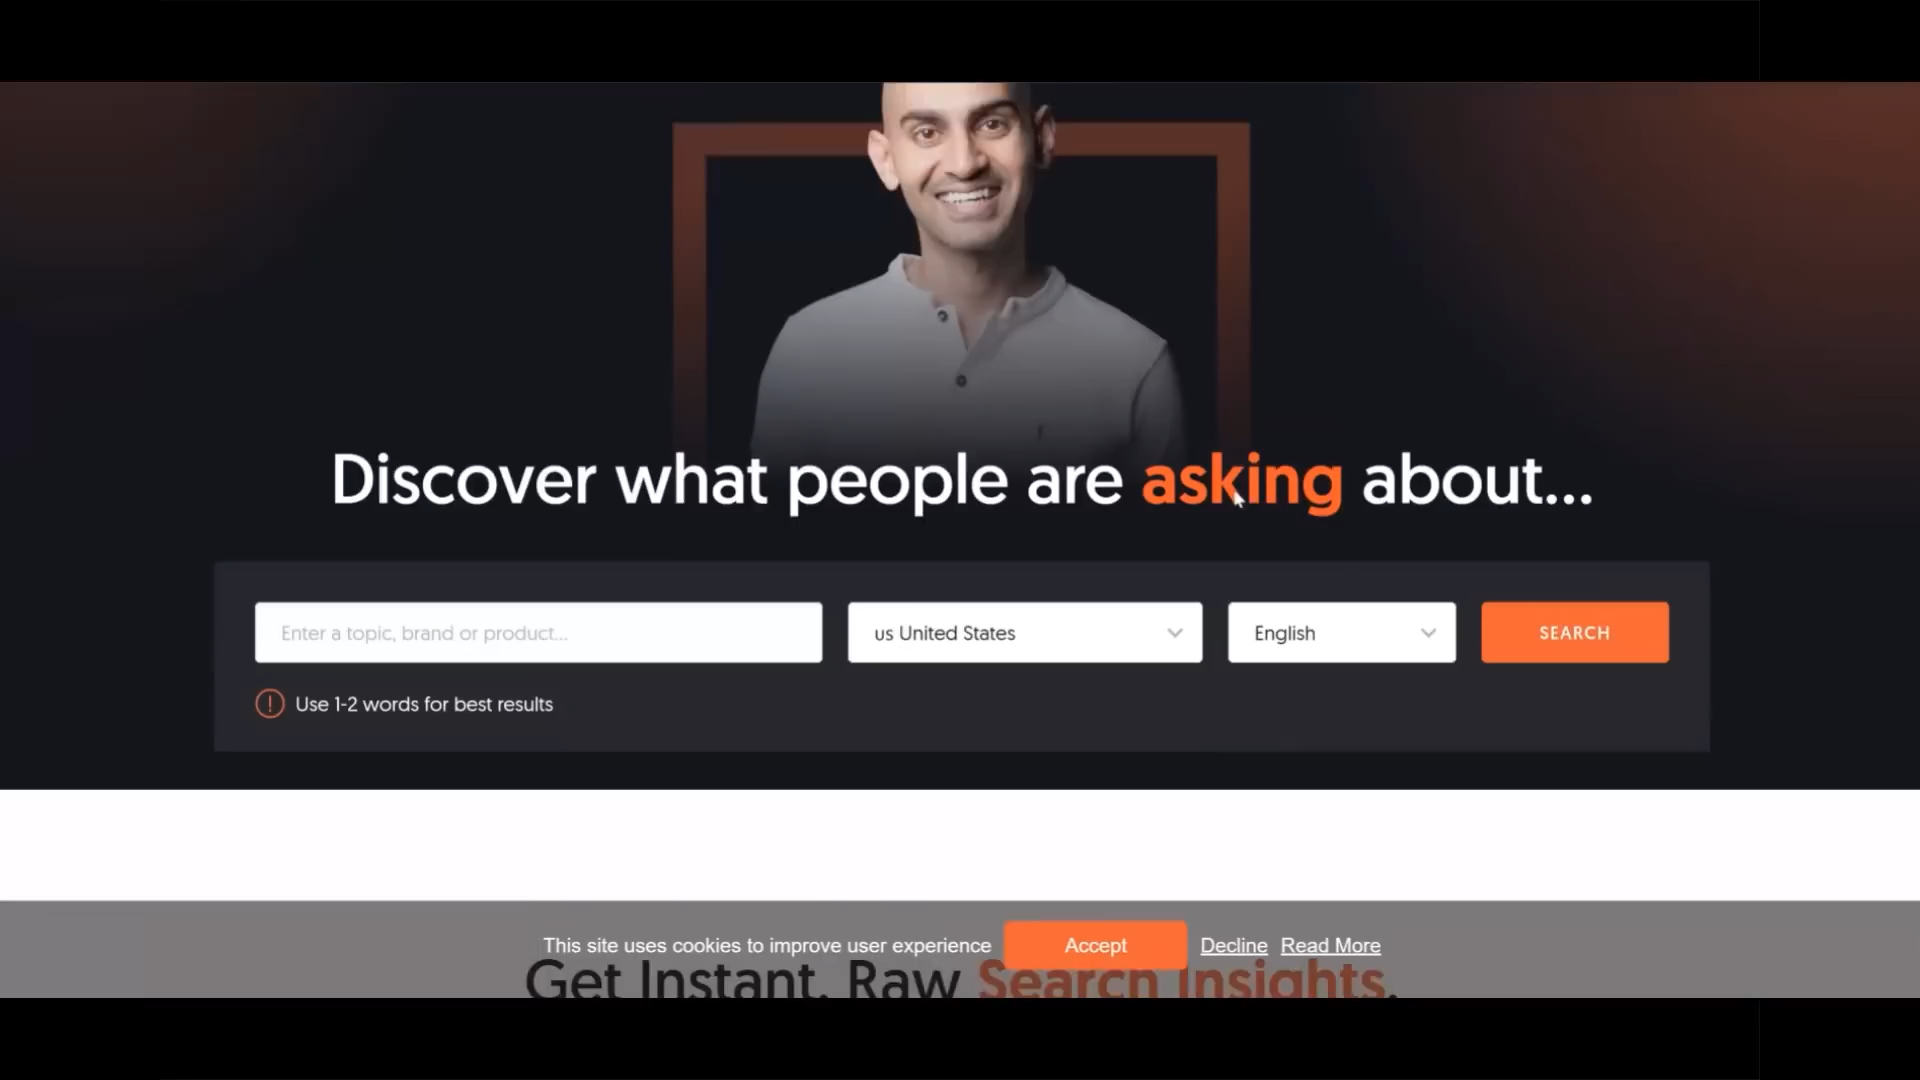 Discover what people are asking about...
Enter a topic, brand or product...
us United States
English
SEARCH
Use 1-2 words for best results
This site uses cookies to improve user experience
Accept
Decline
Read More
Get Instant, Raw Search Insights.